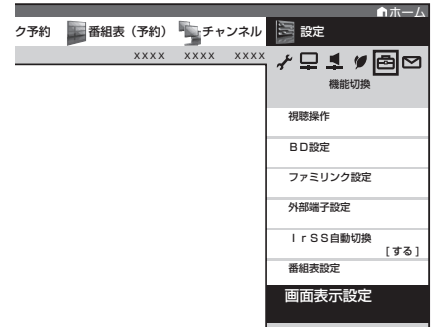 ホーム
ク予約 番組表（予約） チャンネル 設定
xxxx xxxx xxxx
機能切換
視聴操作
ＢＤ設定
ファミリンク設定
外部端子設定
ＩｒＳＳ自動切換
［する］
番組表設定
画面表示設定